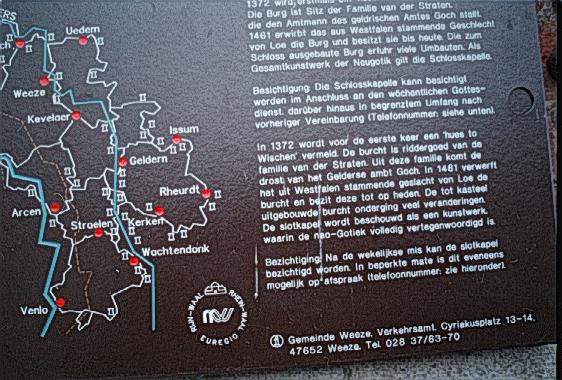 ERS
Uedern
ch
Weeze
Kevelaer
Issum
Geldern
Rheurdt
Arcen
Straelen
Kerken
Wachtendonk
Venlo
RIJN-WAAL RHEIN-WAAL
EUREGIO
1372 wird, erstmals
Die Burg ist Sitz der Familie van der Straten,
die den Amtmann des geldrischen Amtes Goch stellt.
1461 erwirbt das aus Westfalen stammende Geschlecht
von Loe die Burg und besitzt sie bis heute. Die zum
Schloss ausgebaute Burg erfuhr viele Umbauten. Als
Gesamtkunstwerk der Neugotik gilt die Schlosskapelle.
Besichtigung: Die Schlosskapelle kann besichtigt
werden im Anschluss an den wöchentlichen Gottes-
dienst, darüber hinaus in begrenztem Umfang nach
vorheriger Vereinbarung (Telefonnummer: siehe unten).
In 1372 wordt voor de eerste keer een 'hues to
Wischen' vermeld. De burcht is riddergoed van de
familie van der Straten. Uit deze familie komt de
drost van het Gelderse ambt Goch. In 1461 verwerft
het uit Westfalen stammende geslacht von Loe de
burcht en bezit deze tot op heden. De tot kasteel
uitgebouwde burcht onderging veel veranderingen.
De slotkapel wordt beschouwd als een kunstwerk,
waarin de neo-Gotiek volledig vertegenwoordigd is.
Bezichtiging: Na de wekelijkse mis kan de slotkapel
bezichtigd worden. In beperkte mate is dit eveneens
mogelijk op afspraak (telefoonnummer: zie hieronder).
Gemeinde Weeze, Verkehrsamt, Cyriakusplatz 13-14,
47652 Weeze, Tel. 028 37/63-70